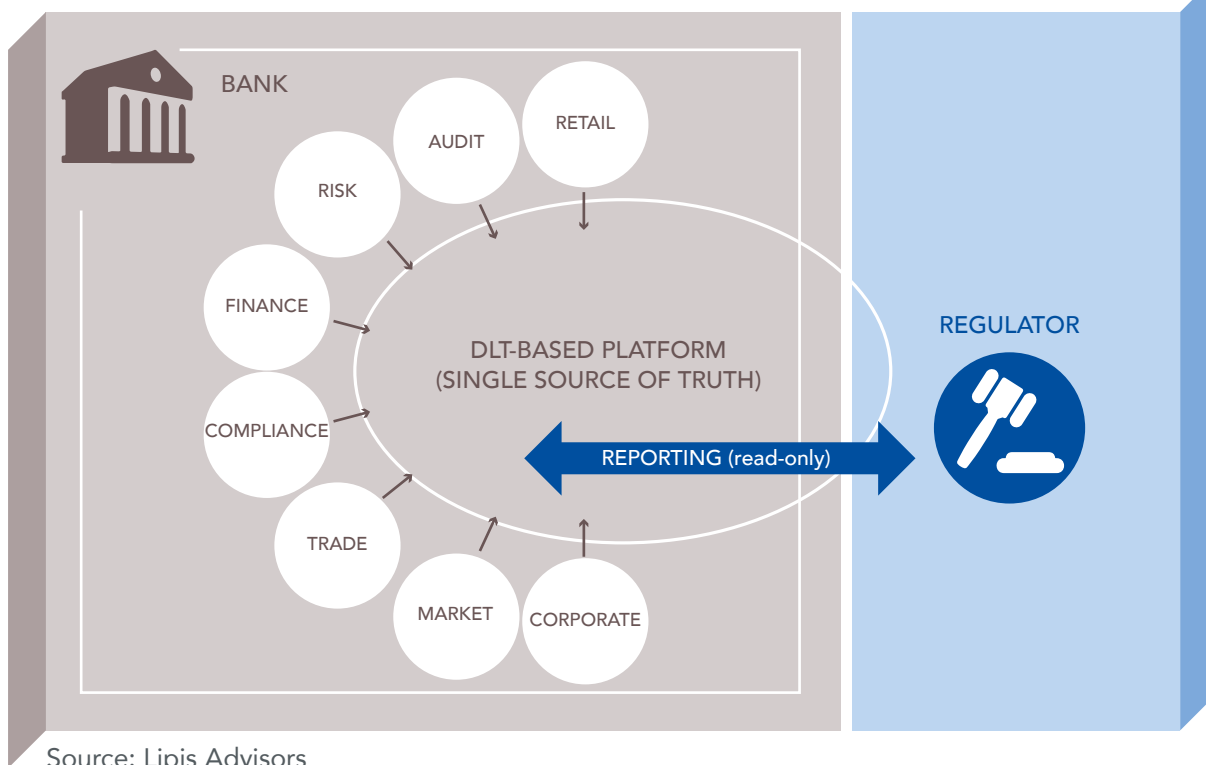 BANK
RETAIL
AUDIT
RISK
FINANCE
REGULATOR
DLT-BASED PLATFORM
(SINGLE SOURCE OF TRUTH)
COMPLIANCE
REPORTING (read-only)
TRADE
MARKET
CORPORATE
Source: Lipis Advisors